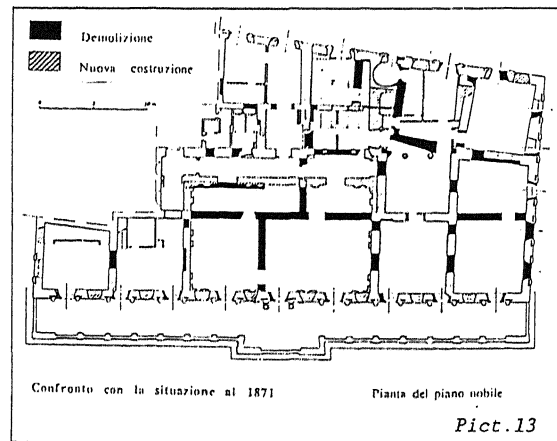 Demolizione
Nuova costruzione
Confronto con la situazione al 1871
Pianta del piano nobile
Pict.13